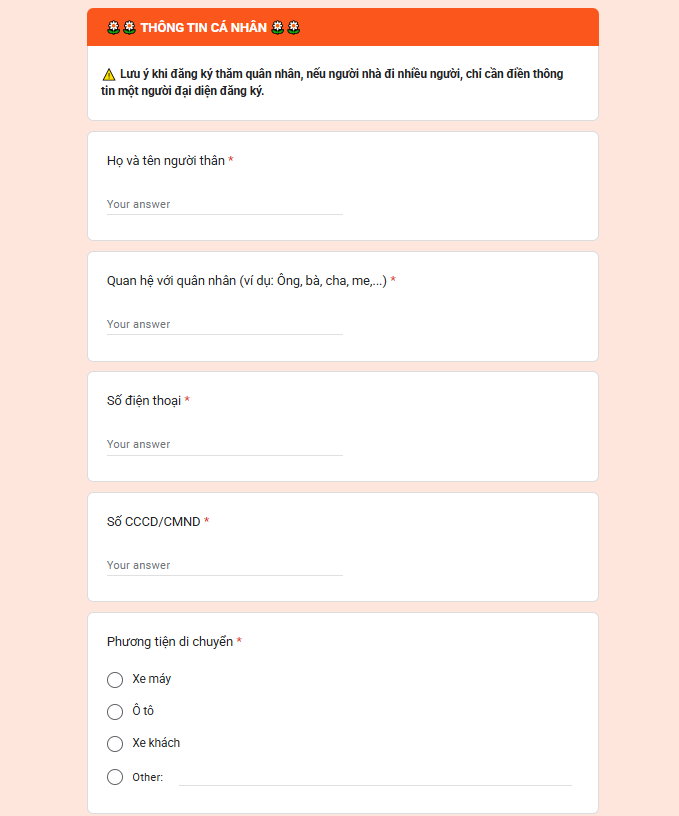 THÔNG TIN CÁ NHÂN
Lưu ý khi đăng ký thăm quân nhân, nếu người nhà đi nhiều người, chỉ cần điền thông
tin một người đại diện đăng ký.
Họ và tên người thân *
Your answer
Quan hệ với quân nhân (ví dụ: Ông, bà, cha, mẹ,...) *
Your answer
Số điện thoại *
Your answer
Số CCCD/CMND *
Your answer
Phương tiện di chuyển *
Xe máy
Ô tô
Xe khách
Other: